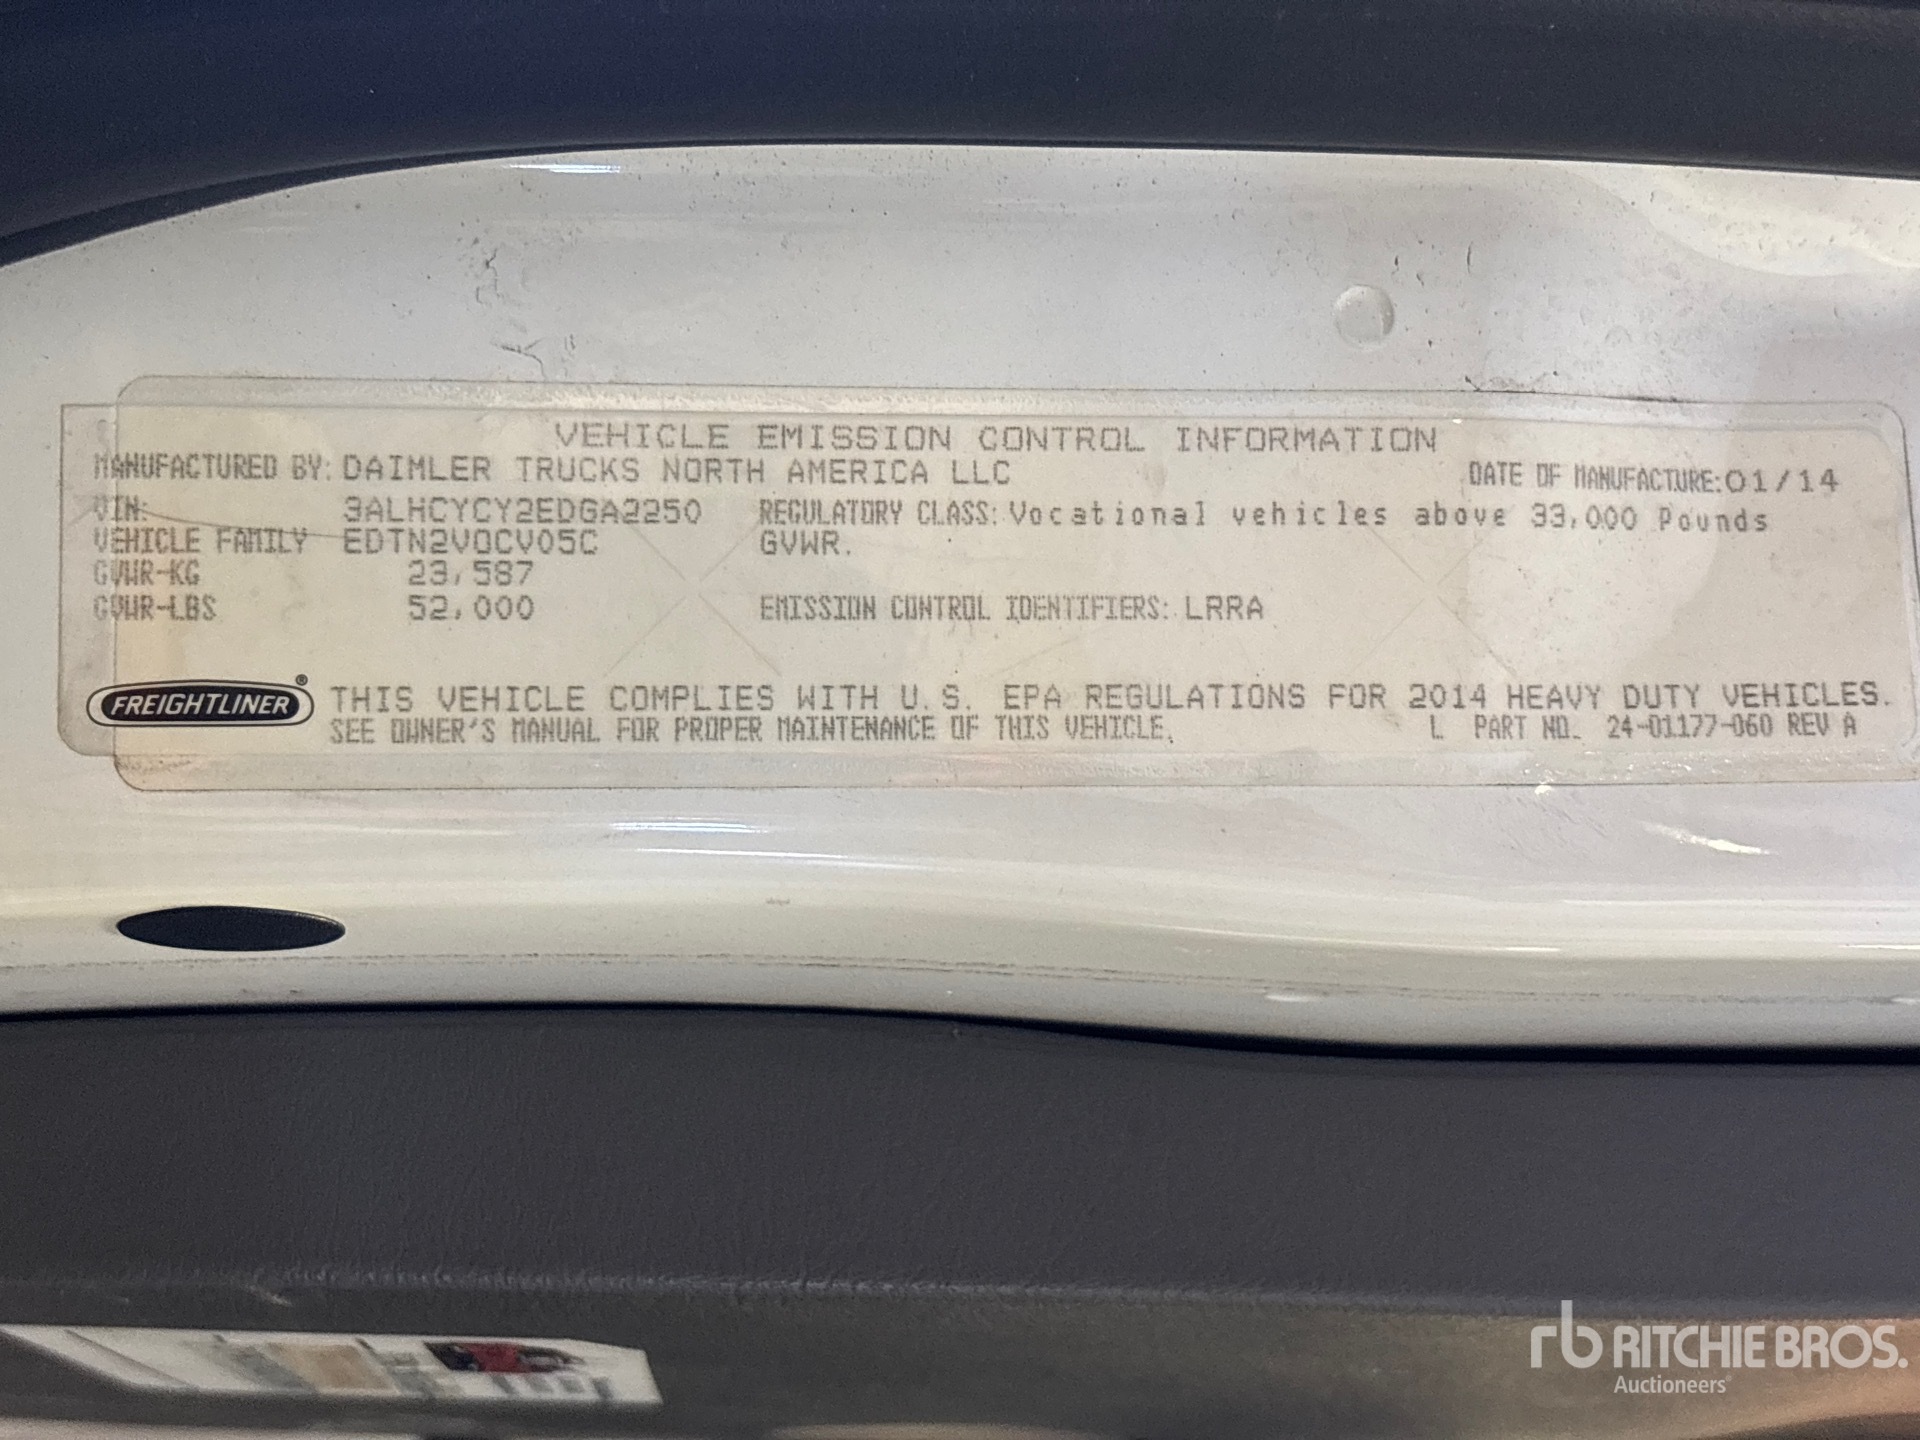 VEHICLE EMISSION CONTROL INFORMATION
MANUFACTURED BY: DAIMLER TRUCKS NORTH AMERICA LLC DATE OF MANUFACTURE: 01/14
VIN: 3ALHCYCY2EDGA2250 REGULATORY CLASS: Vocational vehicles above 33,000 Pounds
VEHICLE FAMILY EDTN2VOCV05C GVWR.
GVWR-KG 23,587
GVWR-LBS 52,000 EMISSION CONTROL IDENTIFIERS: LRRA
FREIGHTLINER® THIS VEHICLE COMPLIES WITH U.S. EPA REGULATIONS FOR 2014 HEAVY DUTY VEHICLES.
SEE OWNER'S MANUAL FOR PROPER MAINTENANCE OF THIS VEHICLE. L PART NO. 24-01177-060 REV A
rb RITCHIE BROS.
Auctioneers